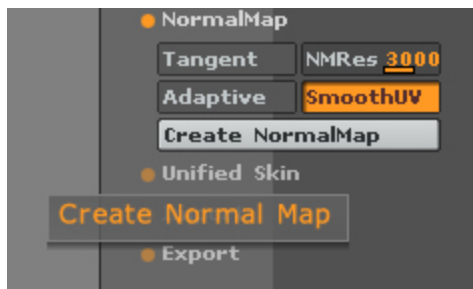 NormalMap
Tangent NMRes 3000
Adaptive SmoothUV
Create NormalMap
Unified Skin
Create Normal Map
Export